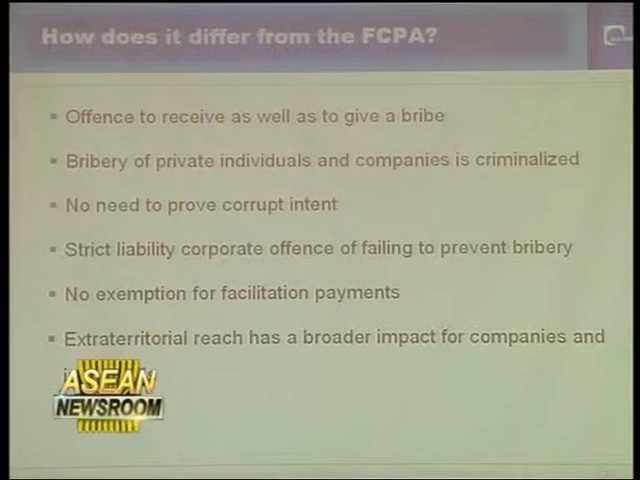 How does it differ from the FCPA?
Offence to receive as well as to give a bribe
Bribery of private individuals and companies is criminalized
No need to prove corrupt intent
Strict liability corporate offence of failing to prevent bribery
No exemption for facilitation payments
Extraterritorial reach has a broader impact for companies and
ASEAN
NEWSROOM